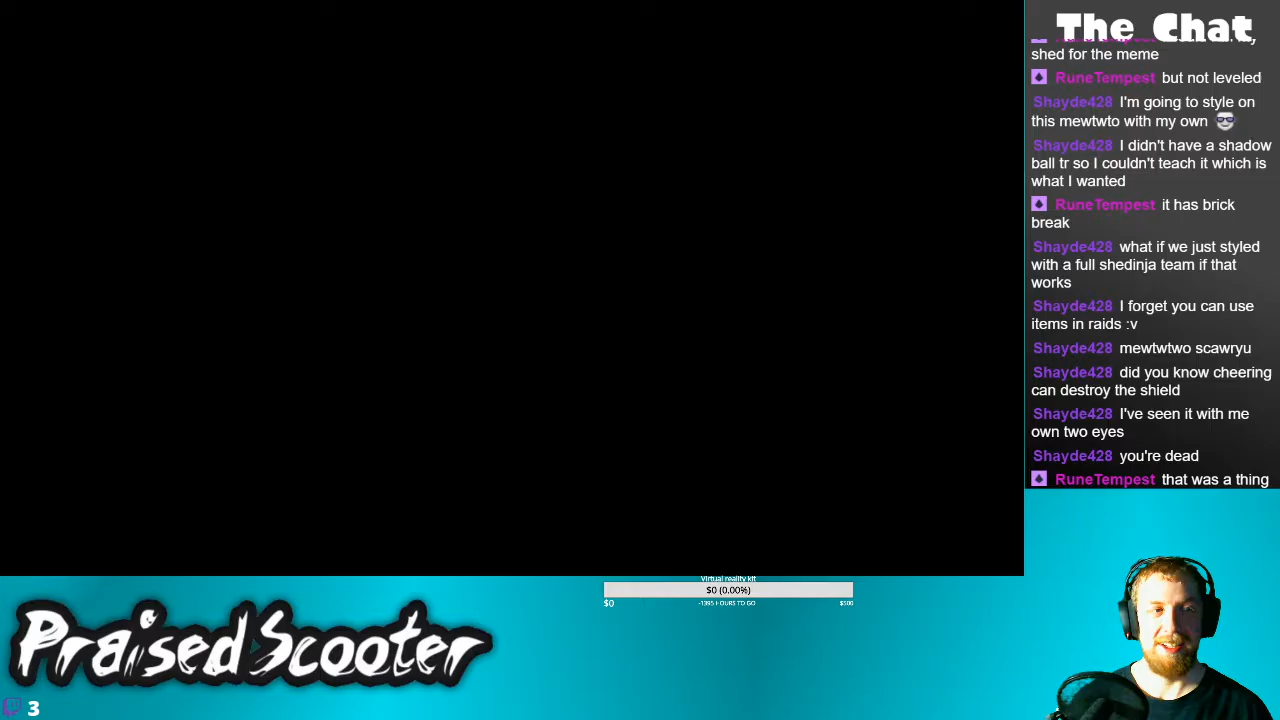 The Chat
shed for the meme
RuneTempest but not leveled
Shayde428 I'm going to style on
this mewtwto with my own
Shayde428 I didn't have a shadow
ball tr so I couldn't teach it which is
what I wanted
RuneTempest it has brick
break
Shayde428 what if we just styled
with a full shedinja team if that
works
Shayde428 I forget you can use
items in raids :v
Shayde428 mewtwtwo scawryu
Shayde428 did you know cheering
can destroy the shield
Shayde428 I've seen it with me
own two eyes
Shayde428 you're dead
RuneTempest that was a thing
Virtual reality kit
$0 (0.00%)
$0 -1395 HOURS TO GO $500
PraisedScooter
3